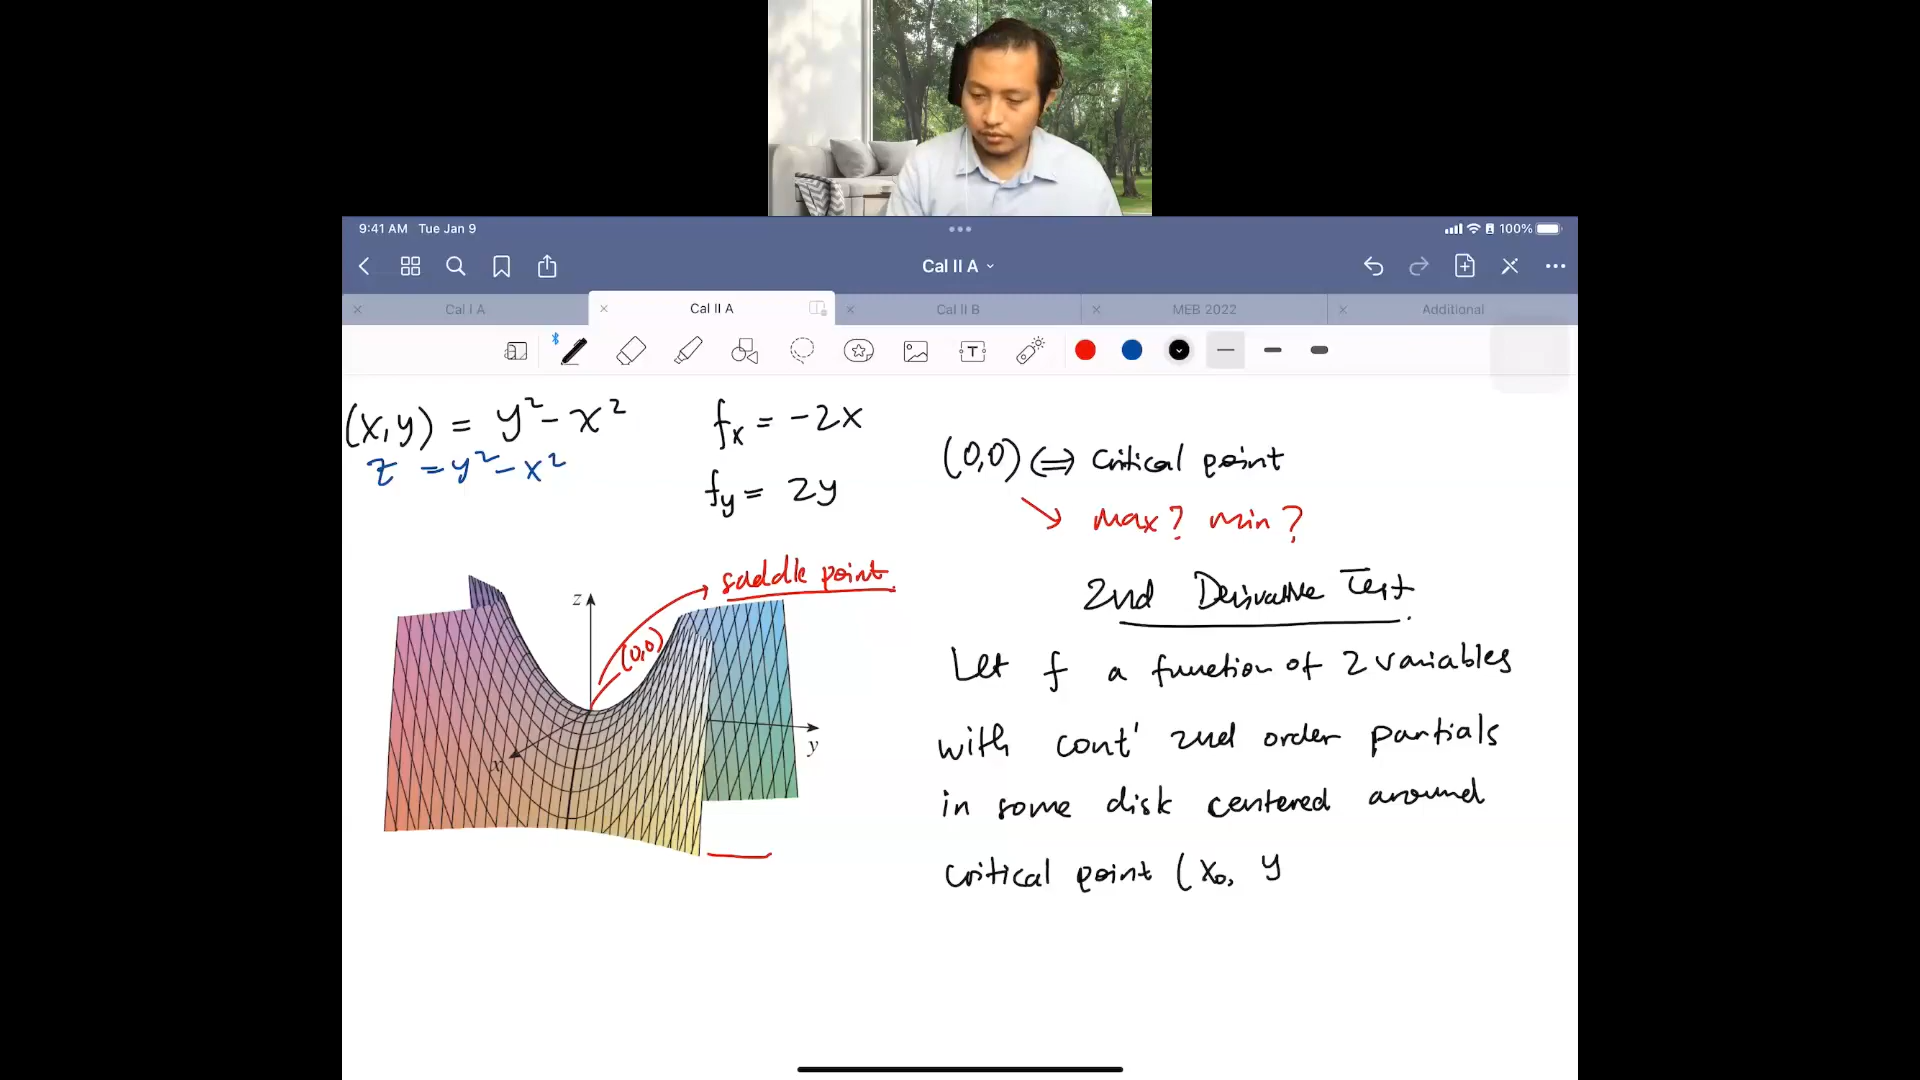 9:41 AM Tue Jan 9
100%
Cal II A
Cal I A
Cal II A
Cal II B
MEB 2022
Additional
T
(x,y) = y² - x²
z = y² - x²
fx = -2x
fy = 2y
(0,0) ⟺ critical point
max? min?
saddle point
(0,0)
z
y
x
2nd Derivative Test.
Let f a function of 2 variables
with cont' 2nd order partials
in some disk centered around
critical point (x₀, y